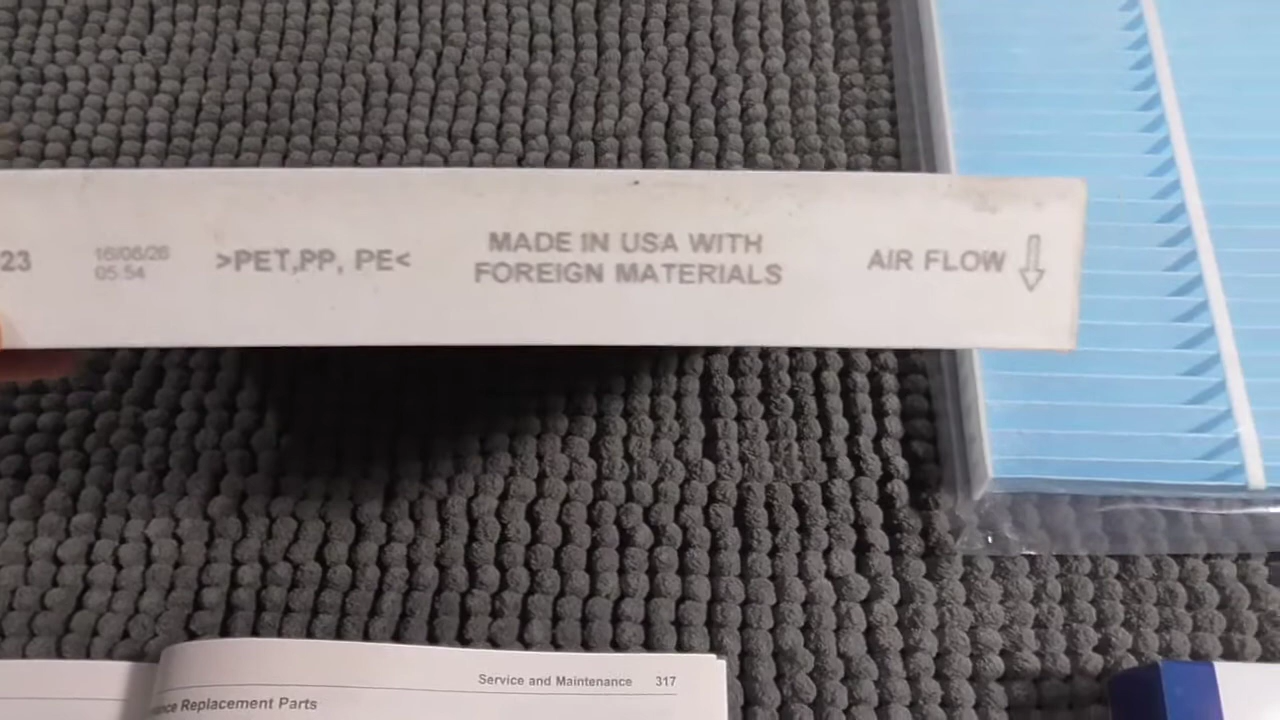 23
16/06/26
05:54
>PET,PP, PE<
MADE IN USA WITH
FOREIGN MATERIALS
AIR FLOW
Service and Maintenance 317
Replacement Parts